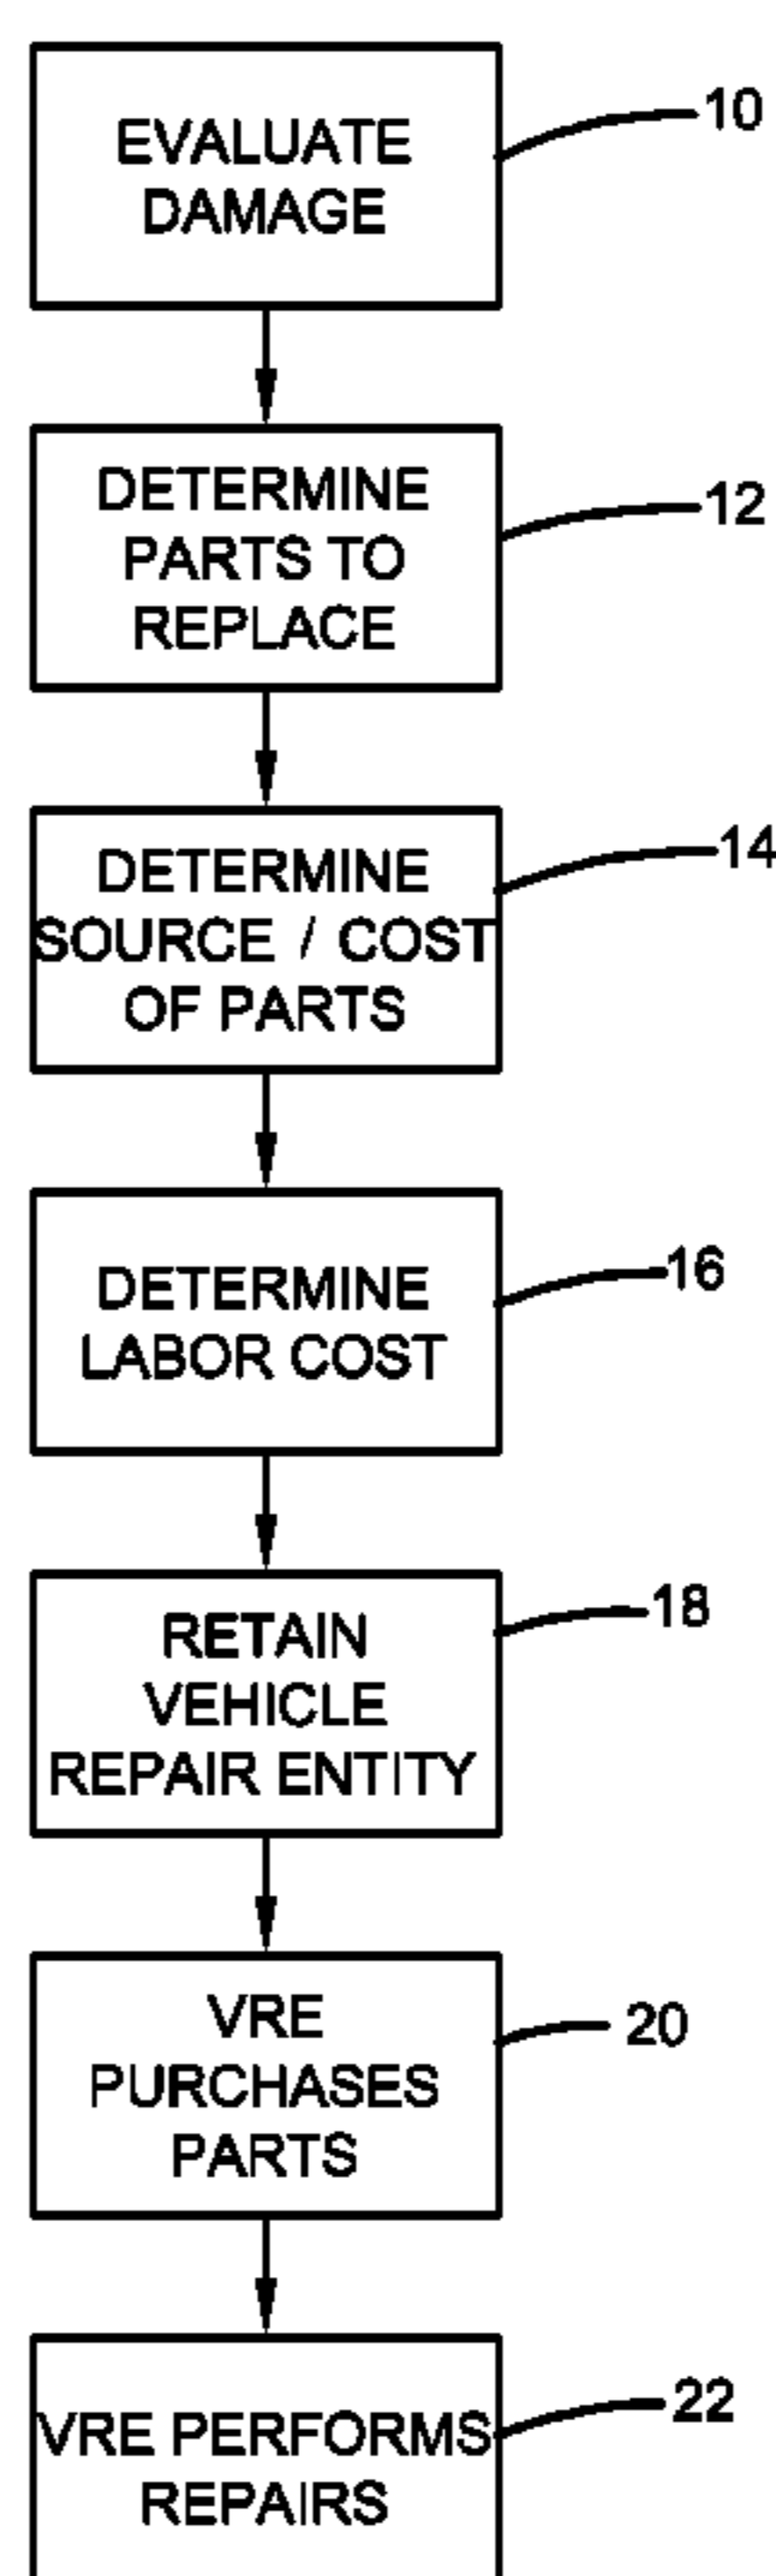 EVALUATE
DAMAGE
10
DETERMINE
PARTS TO
REPLACE
12
DETERMINE
SOURCE / COST
OF PARTS
14
DETERMINE
LABOR COST
16
RETAIN
VEHICLE
REPAIR ENTITY
18
VRE
PURCHASES
PARTS
20
VRE PERFORMS
REPAIRS
22